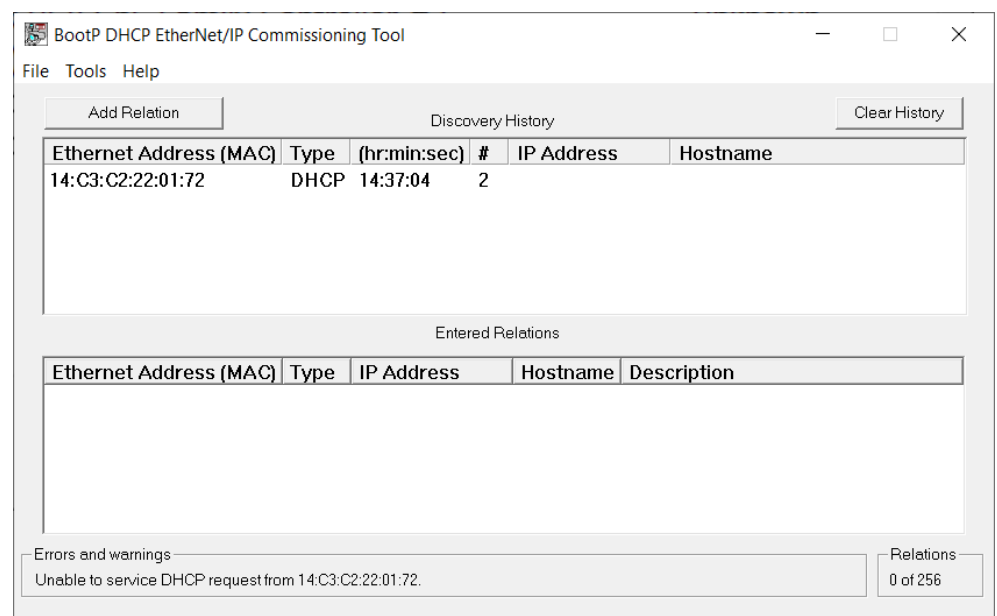 BootP DHCP EtherNet/IP Commissioning Tool
File Tools Help
Add Relation
Discovery History
Clear History
Ethernet Address (MAC) Type (hr:min:sec) # IP Address Hostname
14:C3:C2:22:01:72 DHCP 14:37:04 2
Entered Relations
Ethernet Address (MAC) Type IP Address Hostname Description
Errors and warnings
Unable to service DHCP request from 14:C3:C2:22:01:72.
Relations
0 of 256